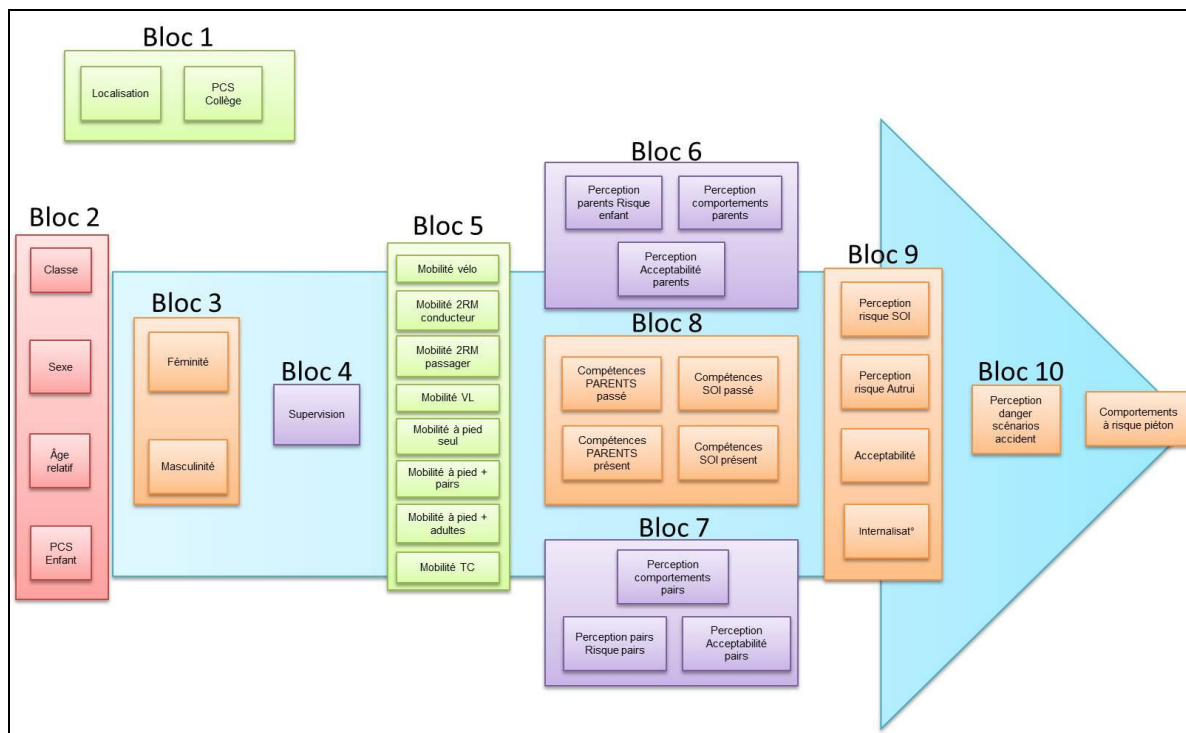 Bloc 1
Localisation
PCS
Collège
Bloc 2
Classe
Sexe
Âge relatif
PCS
Enfant
Bloc 3
Féminité
Masculinité
Bloc 4
Supervision
Bloc 5
Mobilité vélo
Mobilité 2RM
conducteur
Mobilité 2RM
passager
Mobilité VL
Mobilité à pied
seul
Mobilité à pied +
pairs
Mobilité à pied +
adultes
Mobilité TC
Bloc 6
Perception
parents Risque
enfant
Perception
comportements
parents
Perception
Acceptabilité
parents
Bloc 8
Compétences
PARENTS
passé
Compétences
SOI passé
Compétences
PARENTS
présent
Compétences
SOI présent
Bloc 7
Perception
comportements
pairs
Perception pairs
Risque pairs
Perception
Acceptabilité
pairs
Bloc 9
Perception
risque SOI
Perception
risque Autrui
Acceptabilité
Internalisat°
Bloc 10
Perception
danger
scénarios
accident
Comportements
à risque piéton